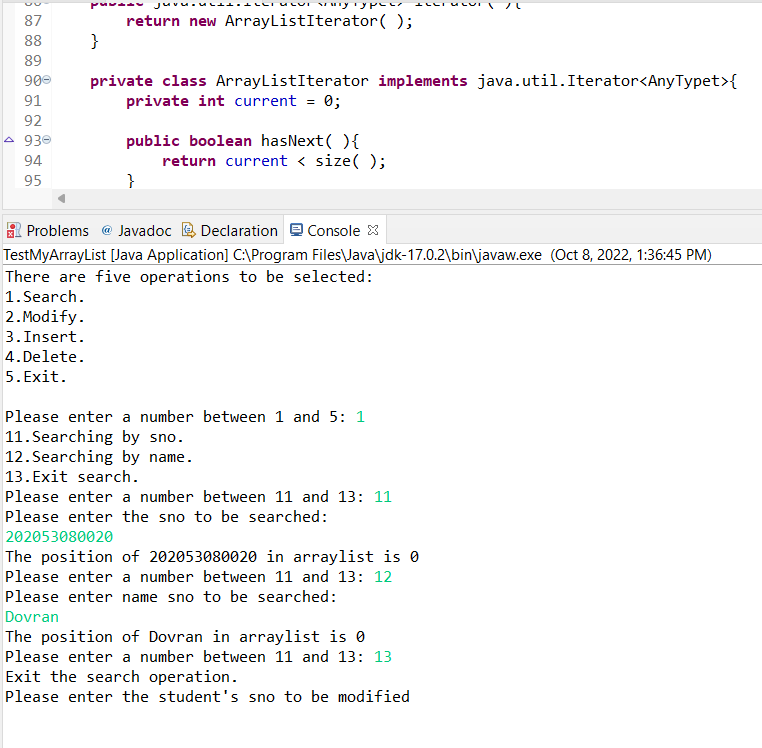 87 return new ArrayListIterator( );
88 }
89
90 private class ArrayListIterator implements java.util.Iterator<AnyTypet>{
91 private int current = 0;
92
93 public boolean hasNext( ){
94 return current < size( );
95 }
Problems @ Javadoc Declaration Console
TestMyArrayList [Java Application] C:\Program Files\Java\jdk-17.0.2\bin\javaw.exe (Oct 8, 2022, 1:36:45 PM)
There are five operations to be selected:
1.Search.
2.Modify.
3.Insert.
4.Delete.
5.Exit.
Please enter a number between 1 and 5: 1
11.Searching by sno.
12.Searching by name.
13.Exit search.
Please enter a number between 11 and 13: 11
Please enter the sno to be searched:
202053080020
The position of 202053080020 in arraylist is 0
Please enter a number between 11 and 13: 12
Please enter name sno to be searched:
Dovran
The position of Dovran in arraylist is 0
Please enter a number between 11 and 13: 13
Exit the search operation.
Please enter the student's sno to be modified